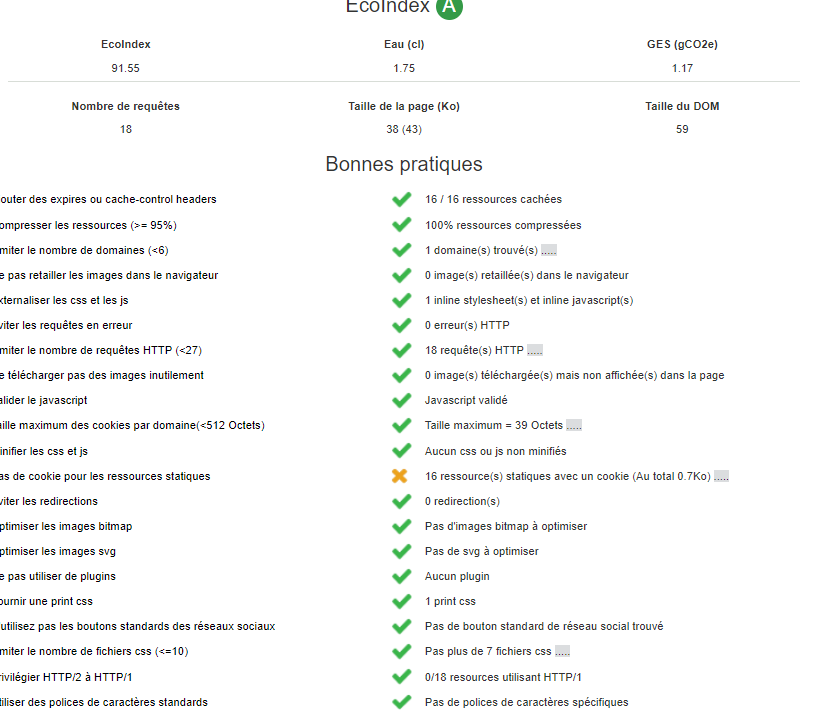 EcoIndex A
EcoIndex Eau (cl) GES (gCO2e)
91.55 1.75 1.17
Nombre de requêtes Taille de la page (Ko) Taille du DOM
18 38 (43) 59
Bonnes pratiques
outer des expires ou cache-control headers 16 / 16 ressources cachées
ompresser les ressources (>= 95%) 100% ressources compressées
miter le nombre de domaines (<6) 1 domaine(s) trouvé(s) .....
e pas retailler les images dans le navigateur 0 image(s) retaillée(s) dans le navigateur
xternaliser les css et les js 1 inline stylesheet(s) et inline javascript(s)
viter les requêtes en erreur 0 erreur(s) HTTP
miter le nombre de requêtes HTTP (<27) 18 requête(s) HTTP .....
e télécharger pas des images inutilement 0 image(s) téléchargée(s) mais non affichée(s) dans la page
alider le javascript Javascript validé
aille maximum des cookies par domaine(<512 Octets) Taille maximum = 39 Octets .....
inifier les css et js Aucun css ou js non minifiés
as de cookie pour les ressources statiques 16 ressource(s) statiques avec un cookie (Au total 0.7Ko) .....
viter les redirections 0 redirection(s)
ptimiser les images bitmap Pas d'images bitmap à optimiser
ptimiser les images svg Pas de svg à optimiser
e pas utiliser de plugins Aucun plugin
ournir une print css 1 print css
'utilisez pas les boutons standards des réseaux sociaux Pas de bouton standard de réseau social trouvé
miter le nombre de fichiers css (<=10) Pas plus de 7 fichiers css .....
rivilégier HTTP/2 à HTTP/1 0/18 resources utilisant HTTP/1
tiliser des polices de caractères standards Pas de polices de caractères spécifiques